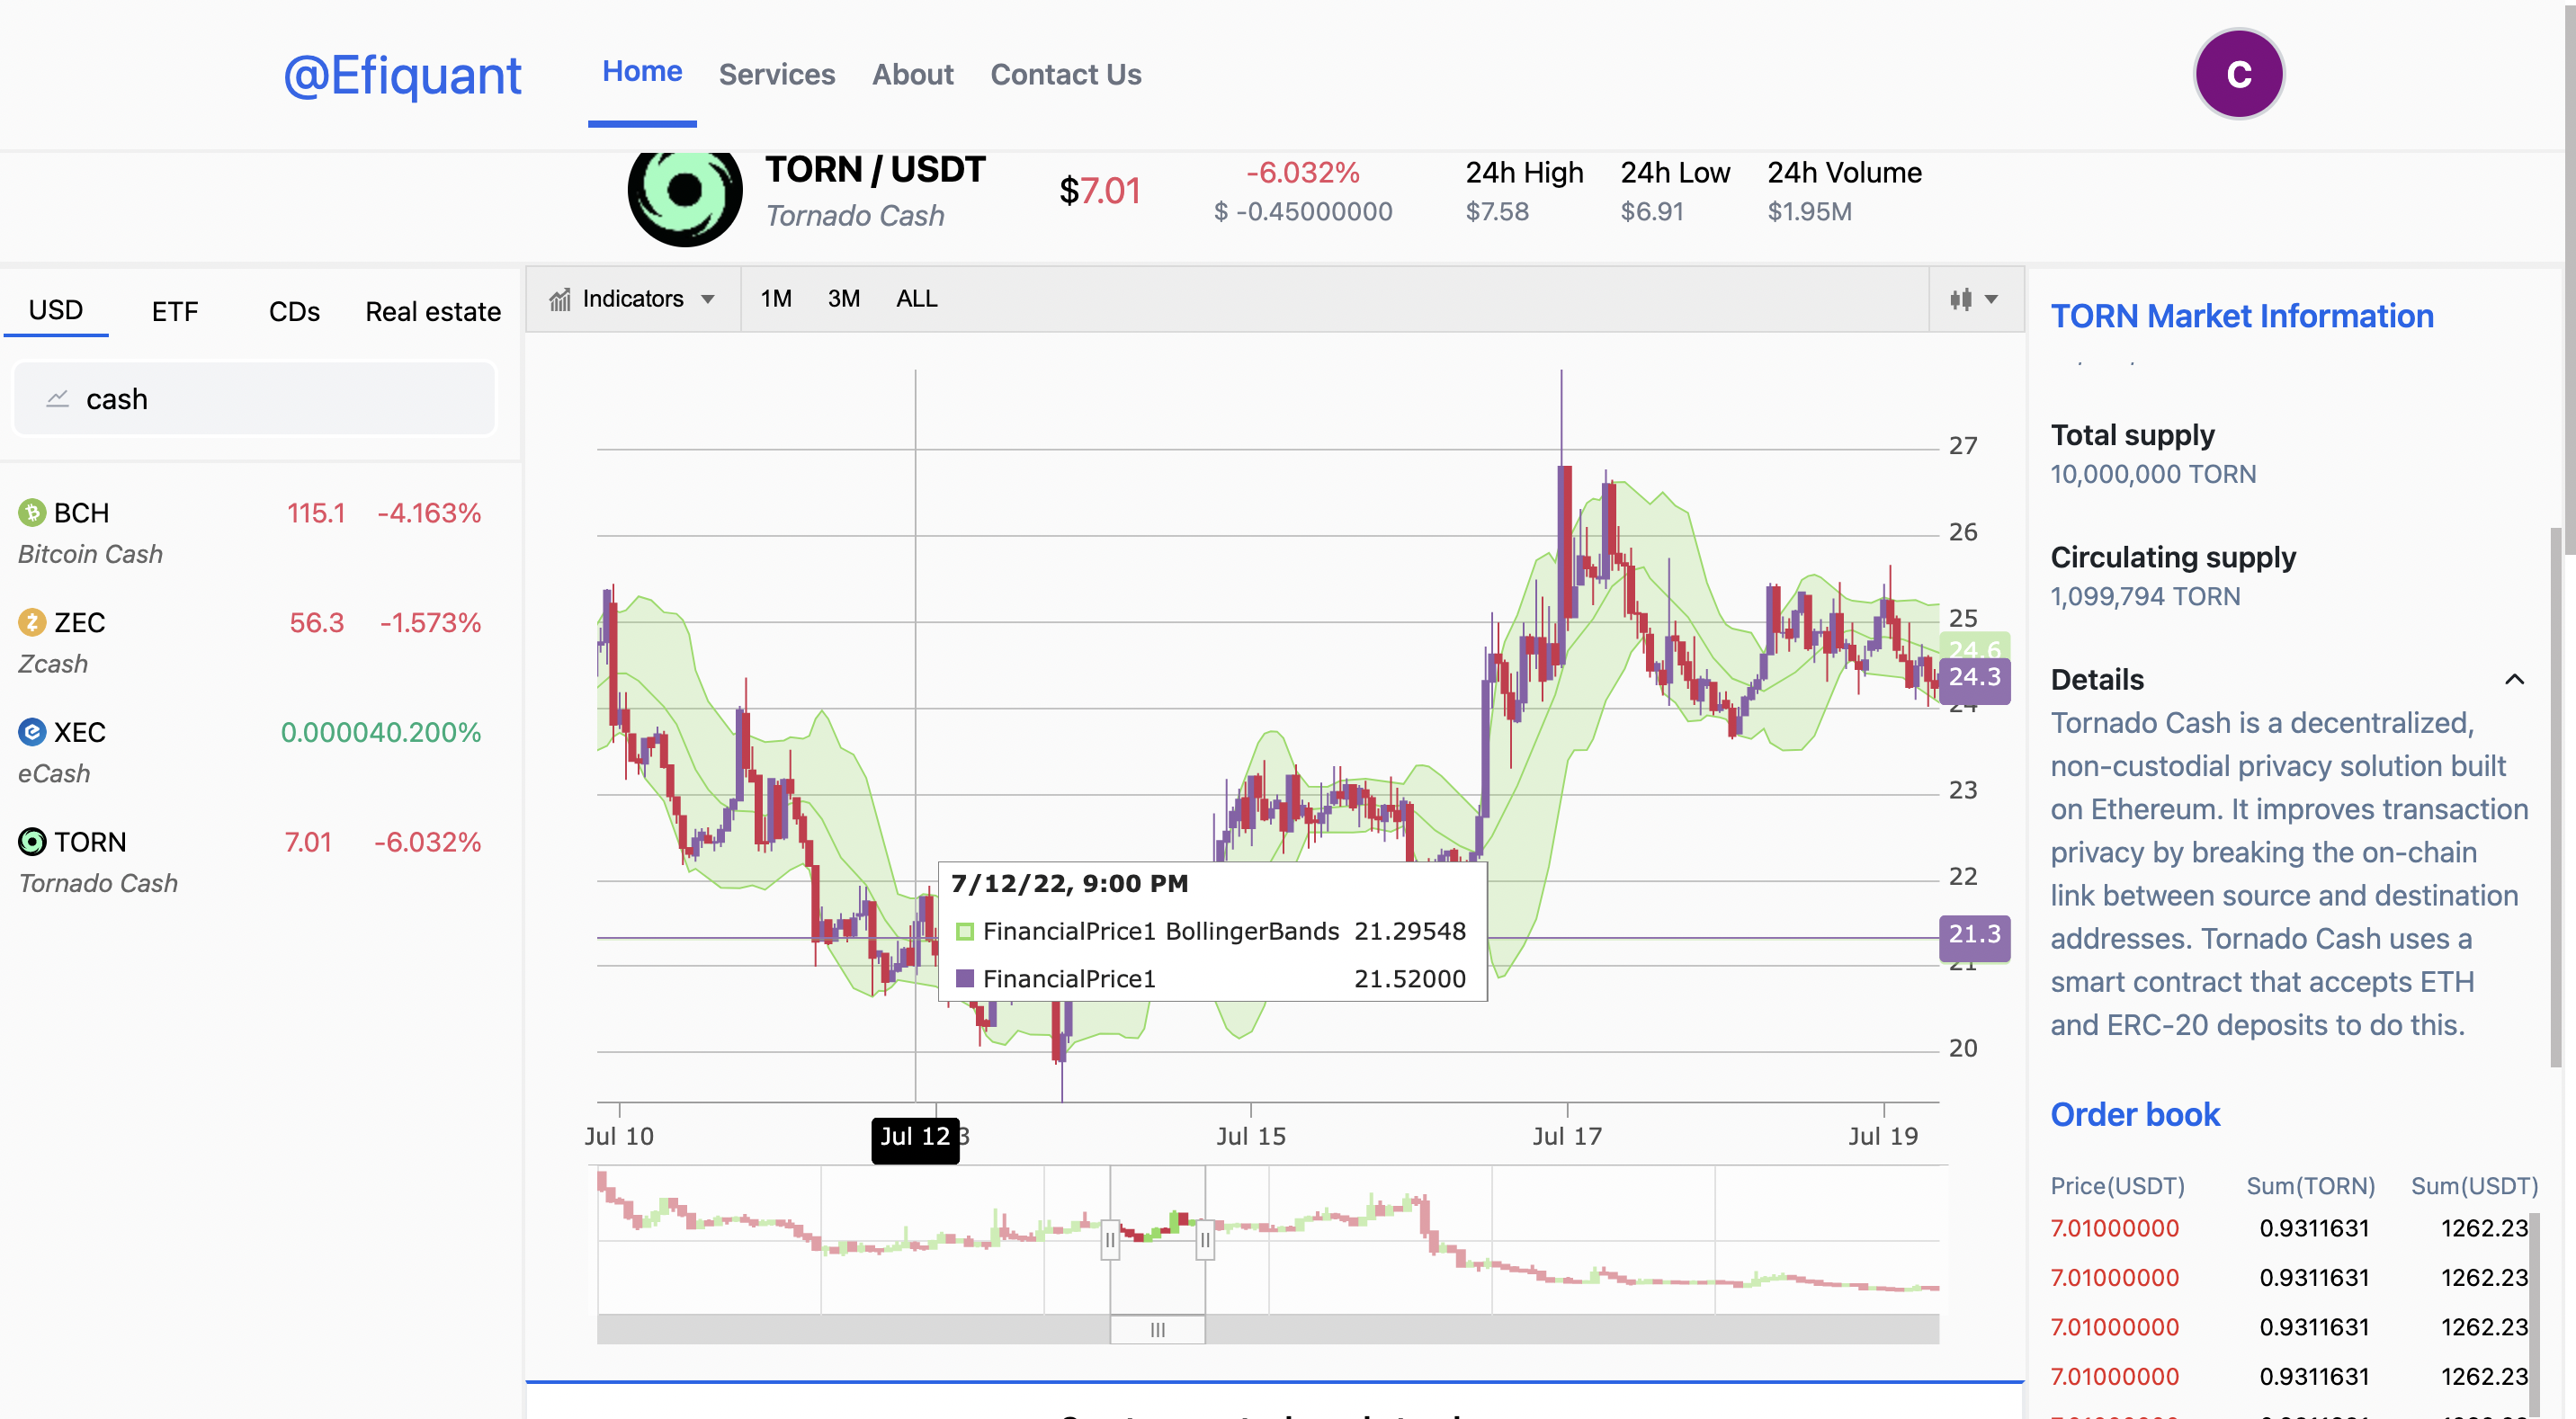 @Efiquant
Home
Services
About
Contact Us
C
TORN / USDT
Tornado Cash
$7.01
-6.032%
$ -0.45000000
24h High
$7.58
24h Low
$6.91
24h Volume
$1.95M
USD
ETF
CDs
Real estate
cash
BCH 115.1 -4.163%
Bitcoin Cash
ZEC 56.3 -1.573%
Zcash
XEC 0.000040.200%
eCash
TORN 7.01 -6.032%
Tornado Cash
Indicators
1M
3M
ALL
27
26
25
24.6
24.3
24
23
22
21.3
21
20
7/12/22, 9:00 PM
FinancialPrice1 BollingerBands 21.29548
FinancialPrice1 21.52000
Jul 10
Jul 12
3
Jul 15
Jul 17
Jul 19
TORN Market Information
Total supply
10,000,000 TORN
Circulating supply
1,099,794 TORN
Details
Tornado Cash is a decentralized,
non-custodial privacy solution built
on Ethereum. It improves transaction
privacy by breaking the on-chain
link between source and destination
addresses. Tornado Cash uses a
smart contract that accepts ETH
and ERC-20 deposits to do this.
Order book
Price(USDT) Sum(TORN) Sum(USDT)
7.01000000 0.9311631 1262.23
7.01000000 0.9311631 1262.23
7.01000000 0.9311631 1262.23
7.01000000 0.9311631 1262.23